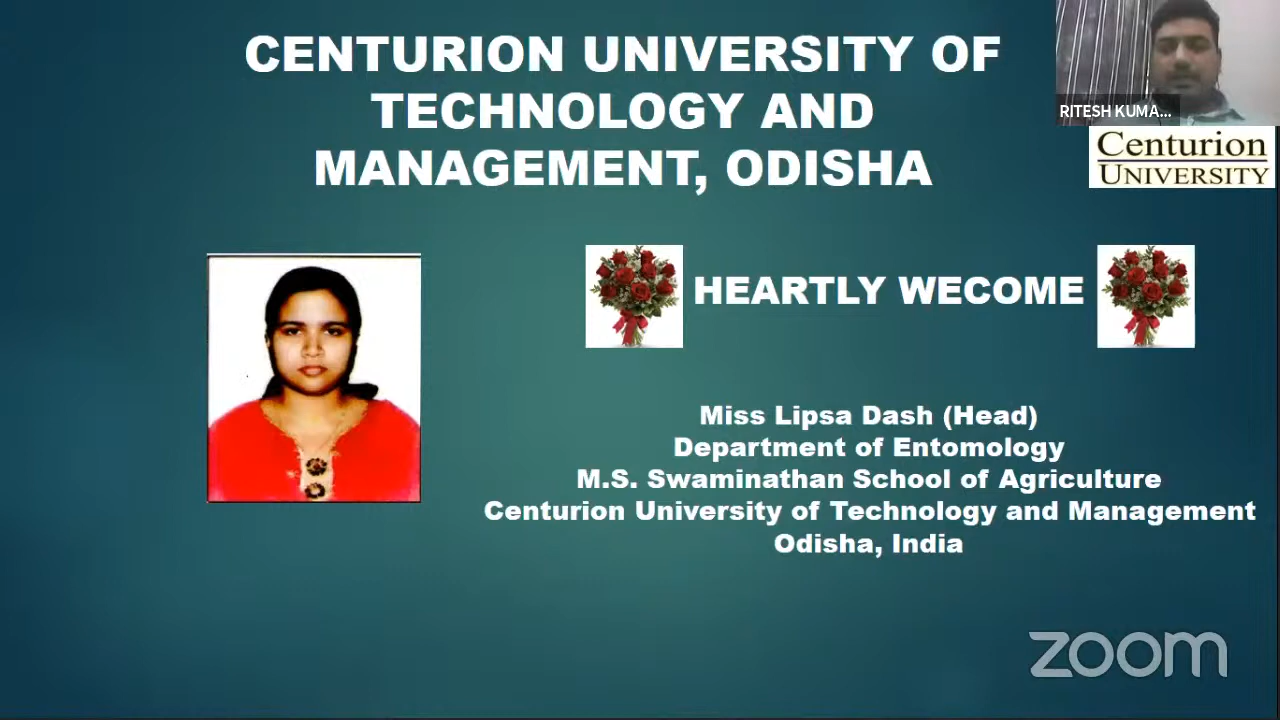 CENTURION UNIVERSITY OF
TECHNOLOGY AND
MANAGEMENT, ODISHA
RITESH KUMA...
Centurion
UNIVERSITY
HEARTLY WECOME
Miss Lipsa Dash (Head)
Department of Entomology
M.S. Swaminathan School of Agriculture
Centurion University of Technology and Management
Odisha, India
zoom